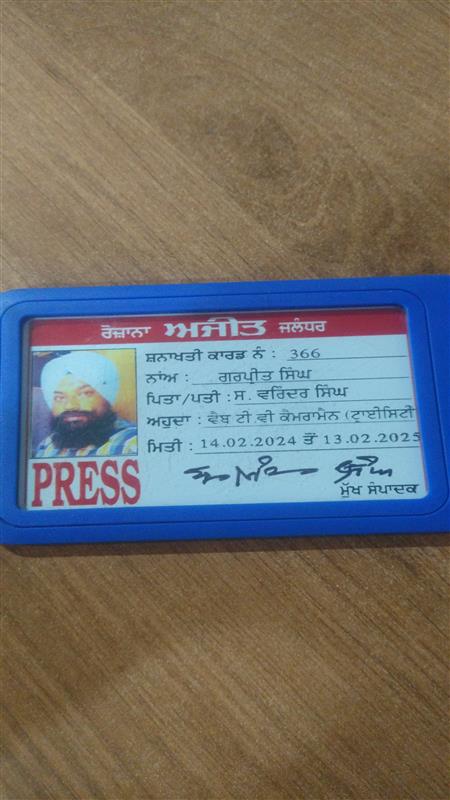 ਰੋਜ਼ਾਨਾ ਅਜੀਤ ਜਲੰਧਰ
ਸ਼ਨਾਖਤੀ ਕਾਰਡ ਨੰ : 366
ਨਾਂਅ : ਗੁਰਪ੍ਰੀਤ ਸਿੰਘ
ਪਿਤਾ/ਪਤੀ : ਸ. ਵਰਿੰਦਰ ਸਿੰਘ
ਅਹੁਦਾ : ਵੈਬ ਟੀ ਵੀ ਕੈਮਰਾਮੈਨ (ਟ੍ਰਾਈਸਿਟੀ
ਮਿਤੀ : 14.02.2024 ਤੋਂ 13.02.2025
PRESS
ਮੁੱਖ ਸੰਪਾਦਕ